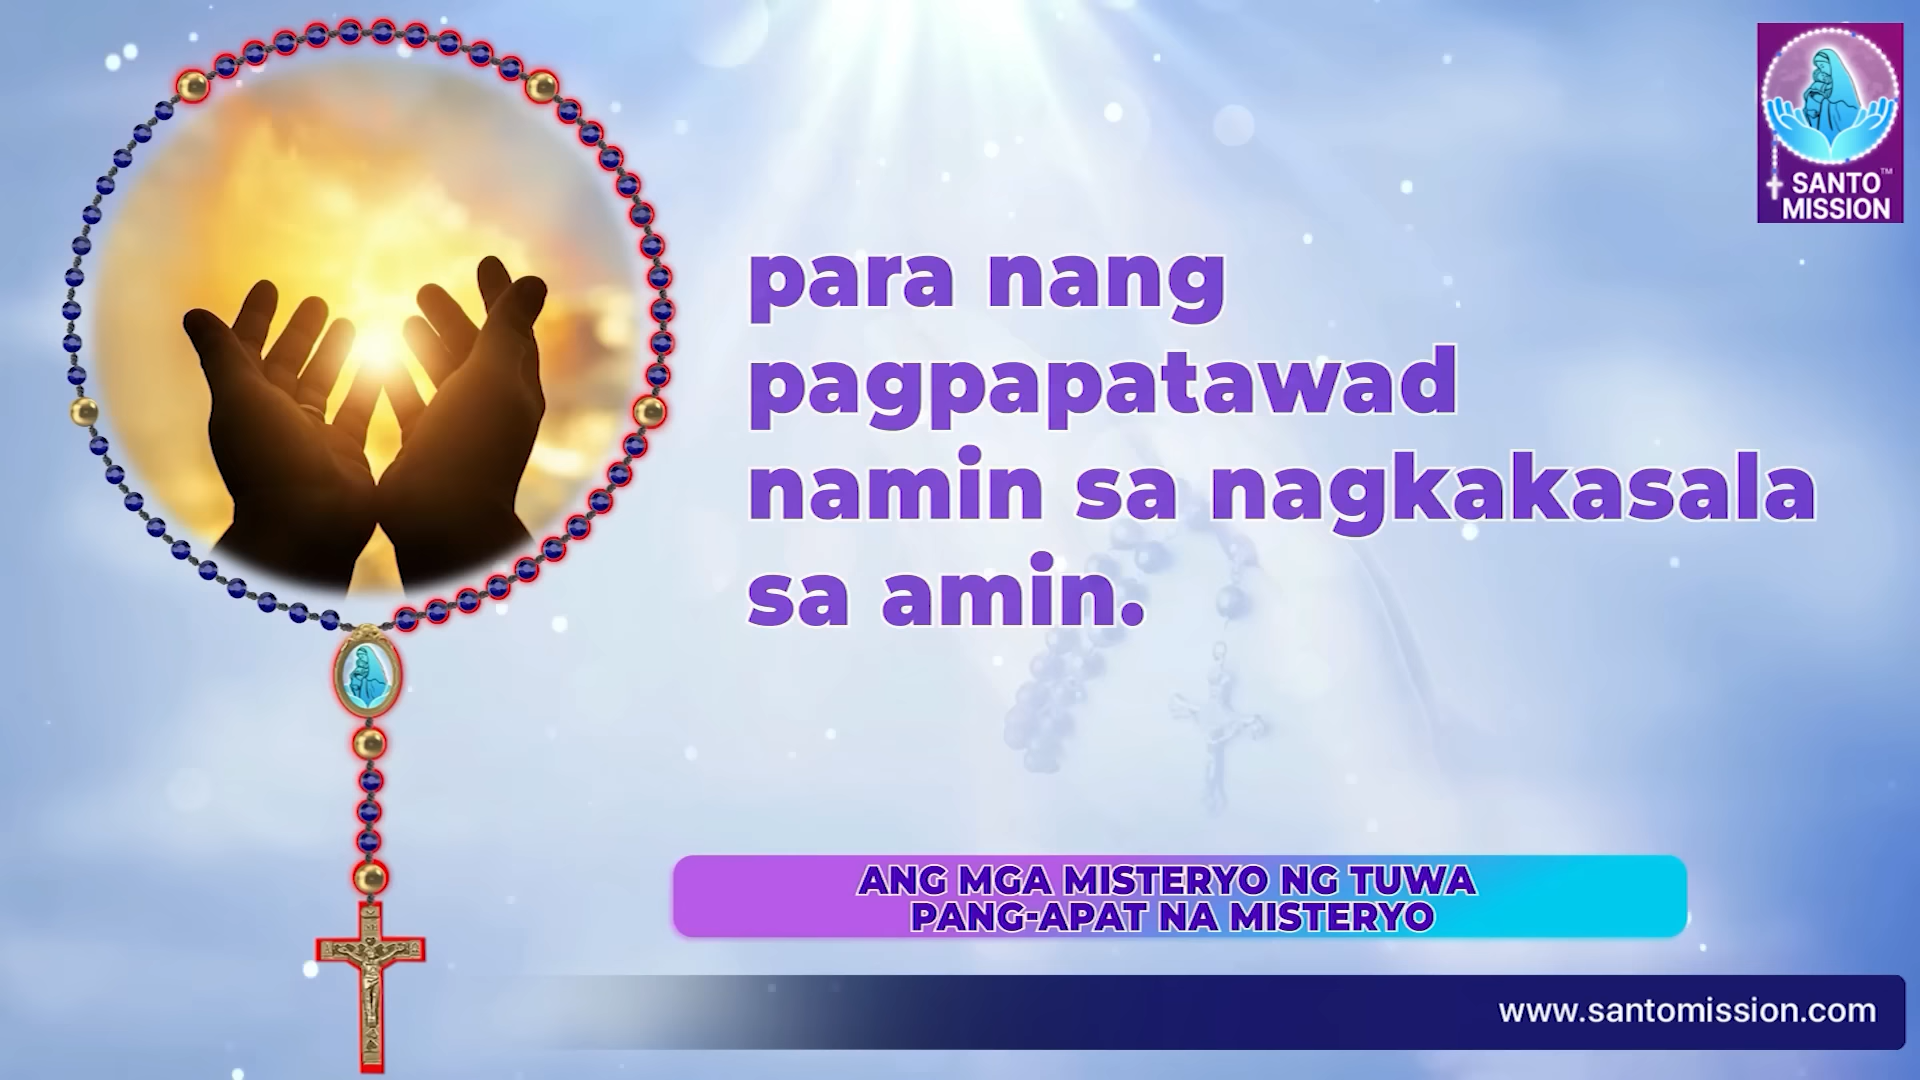 SANTO™
MISSION
para nang
pagpapatawad
namin sa nagkakasala
sa amin.
ANG MGA MISTERYO NG TUWA
PANG-APAT NA MISTERYO
www.santomission.com